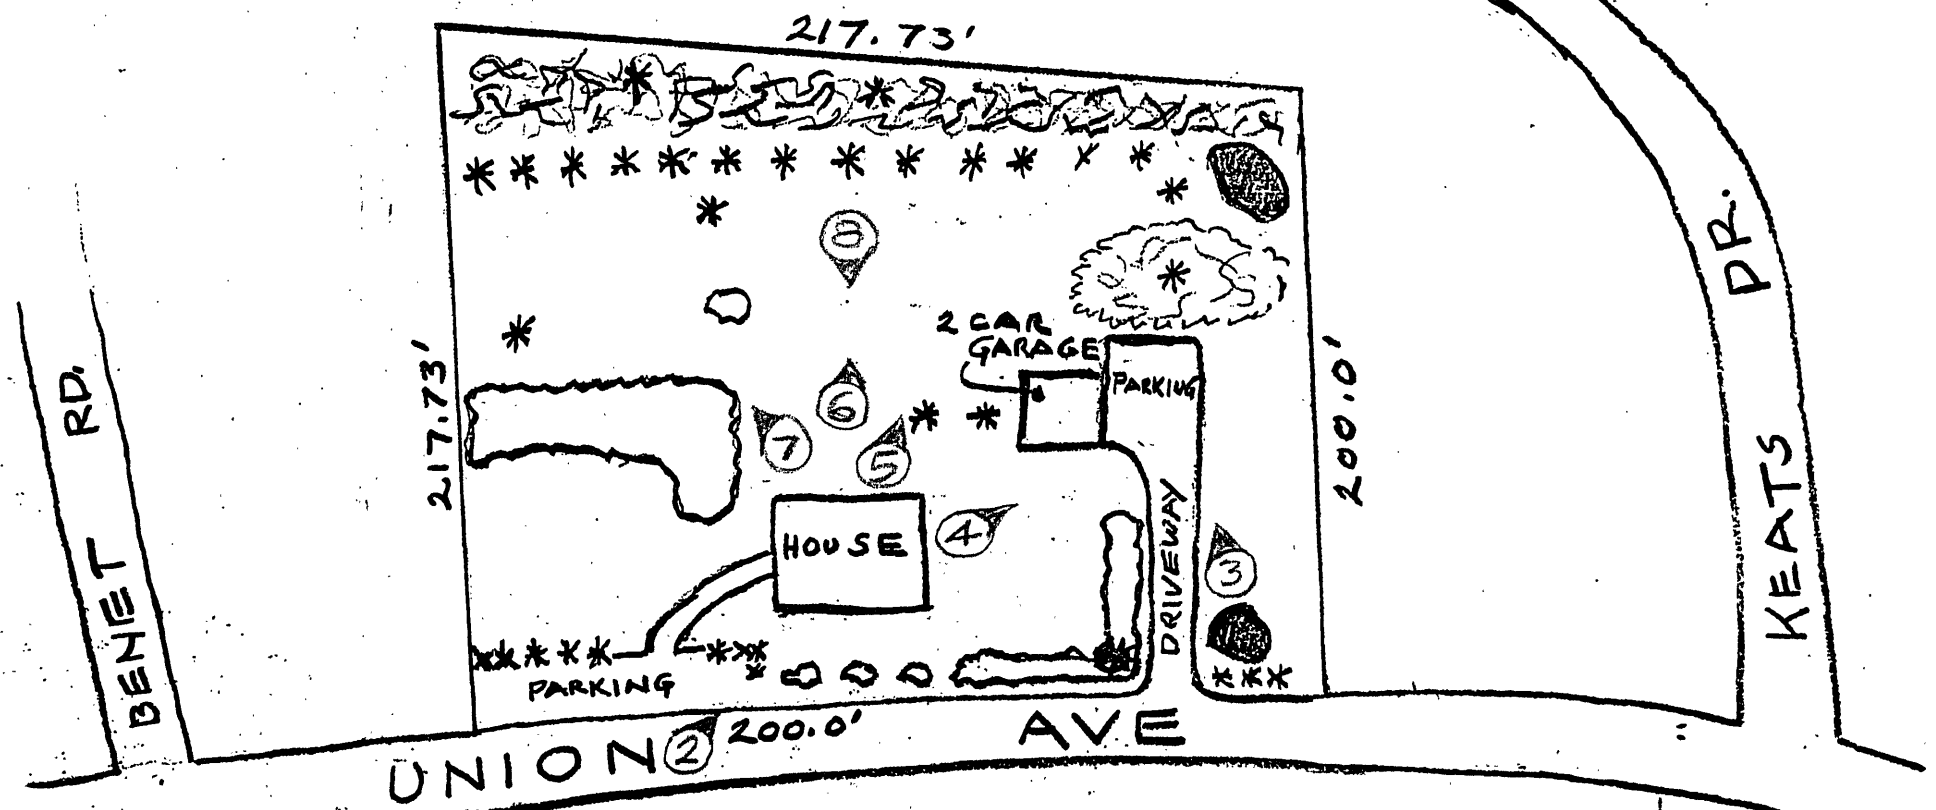 217.73'
8
2 CAR
GARAGE
PARKING
217.73'
200.0'
6
7
5
HOUSE
4
3
DRIVEWAY
PARKING
200.0'
2
UNION AVE
BENET RD.
KEATS DR.